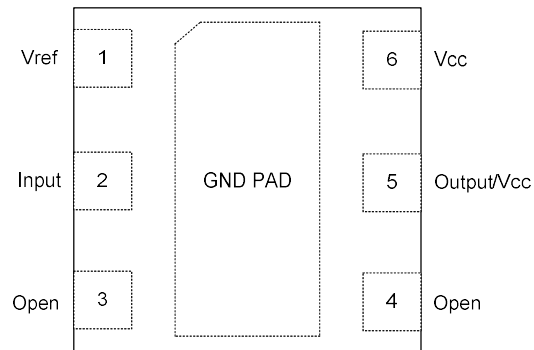 Vref 1 6 Vcc
Input 2 GND PAD 5 Output/Vcc
Open 3 4 Open